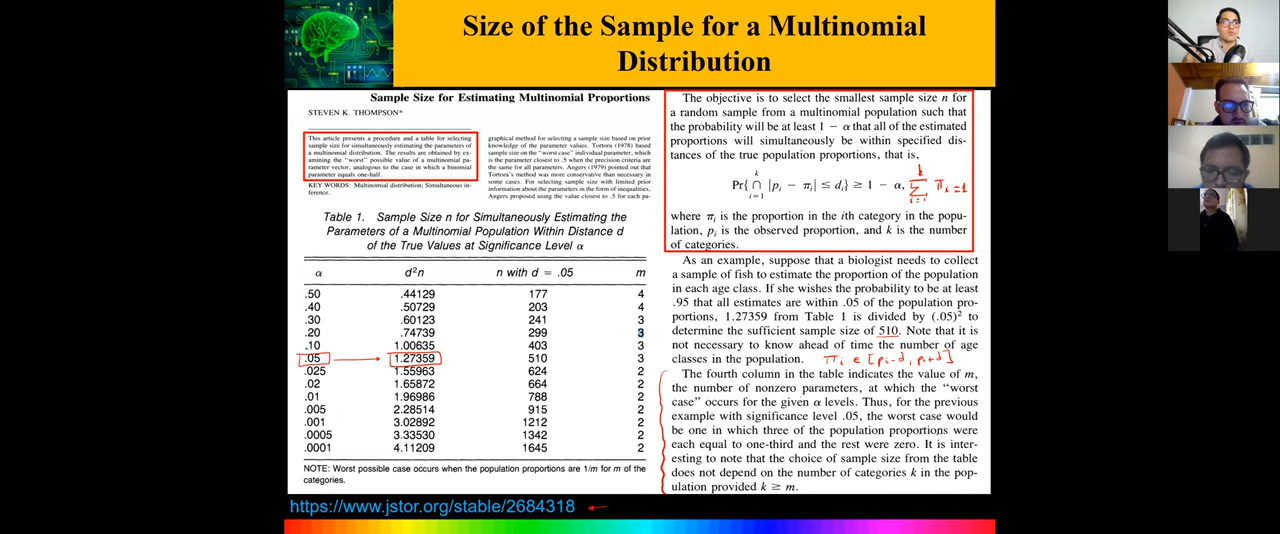 Size of the Sample for a Multinomial
Distribution
Sample Size for Estimating Multinomial Proportions
STEVEN K. THOMPSON*
This article presents a procedure and a table for selecting
sample size for simultaneously estimating the parameters of
a multinomial distribution. The results are obtained by ex-
amining the "worst" possible value of a multinomial pa-
rameter vector, analogous to the case in which a binomial
parameter equals one-half.
KEY WORDS: Multinomial distribution; Simultaneous in-
ference.
graphical method for selecting a sample size based on prior
knowledge of the parameter values. Tortora (1978) based
sample size on the "worst case" individual parameter, which
is the parameter closest to .5 when the precision criteria are
the same for all parameters. Angers (1979) pointed out that
Tortora's method was more conservative than necessary in
some cases. For selecting sample size with limited prior
information about the parameters in the form of inequalities,
Angers proposed using the value closest to .5 for each pa-
Table 1. Sample Size n for Simultaneously Estimating the
Parameters of a Multinomial Population Within Distance d
of the True Values at Significance Level α
α d²n n with d = .05 m
.50 .44129 177 4
.40 .50729 203 4
.30 .60123 241 3
.20 .74739 299 3
.10 1.00635 403 3
.05 → 1.27359 510 3
.025 1.55963 624 2
.02 1.65872 664 2
.01 1.96986 788 2
.005 2.28514 915 2
.001 3.02892 1212 2
.0005 3.33530 1342 2
.0001 4.11209 1645 2
NOTE: Worst possible case occurs when the population proportions are 1/m for m of the
categories.
The objective is to select the smallest sample size n for
a random sample from a multinomial population such that
the probability will be at least 1 − α that all of the estimated
proportions will simultaneously be within specified dis-
tances of the true population proportions, that is,
k
Pr{ ∩ |pᵢ − πᵢ| ≤ dᵢ} ≥ 1 − α, Σ πᵢ=1
i=1
k
i=1
where πᵢ is the proportion in the ith category in the popu-
lation, pᵢ is the observed proportion, and k is the number
of categories.
As an example, suppose that a biologist needs to collect
a sample of fish to estimate the proportion of the population
in each age class. If she wishes the probability to be at least
.95 that all estimates are within .05 of the population pro-
portions, 1.27359 from Table 1 is divided by (.05)² to
determine the sufficient sample size of 510. Note that it is
not necessary to know ahead of time the number of age
classes in the population. πᵢ ∈ [pᵢ-d, pᵢ+d]
The fourth column in the table indicates the value of m,
the number of nonzero parameters, at which the "worst
case" occurs for the given α levels. Thus, for the previous
example with significance level .05, the worst case would
be one in which three of the population proportions were
each equal to one-third and the rest were zero. It is inter-
esting to note that the choice of sample size from the table
does not depend on the number of categories k in the pop-
ulation provided k ≥ m.
https://www.jstor.org/stable/2684318 ←